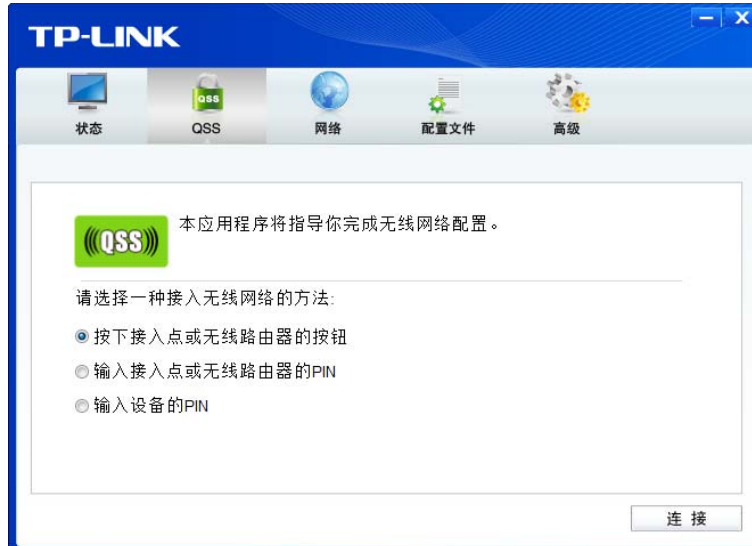 TP-LINK
QSS
状态
QSS
网络
配置文件
高级
QSS
本应用程序将指导你完成无线网络配置。
请选择一种接入无线网络的方法:
按下接入点或无线路由器的按钮
输入接入点或无线路由器的PIN
输入设备的PIN
连 接